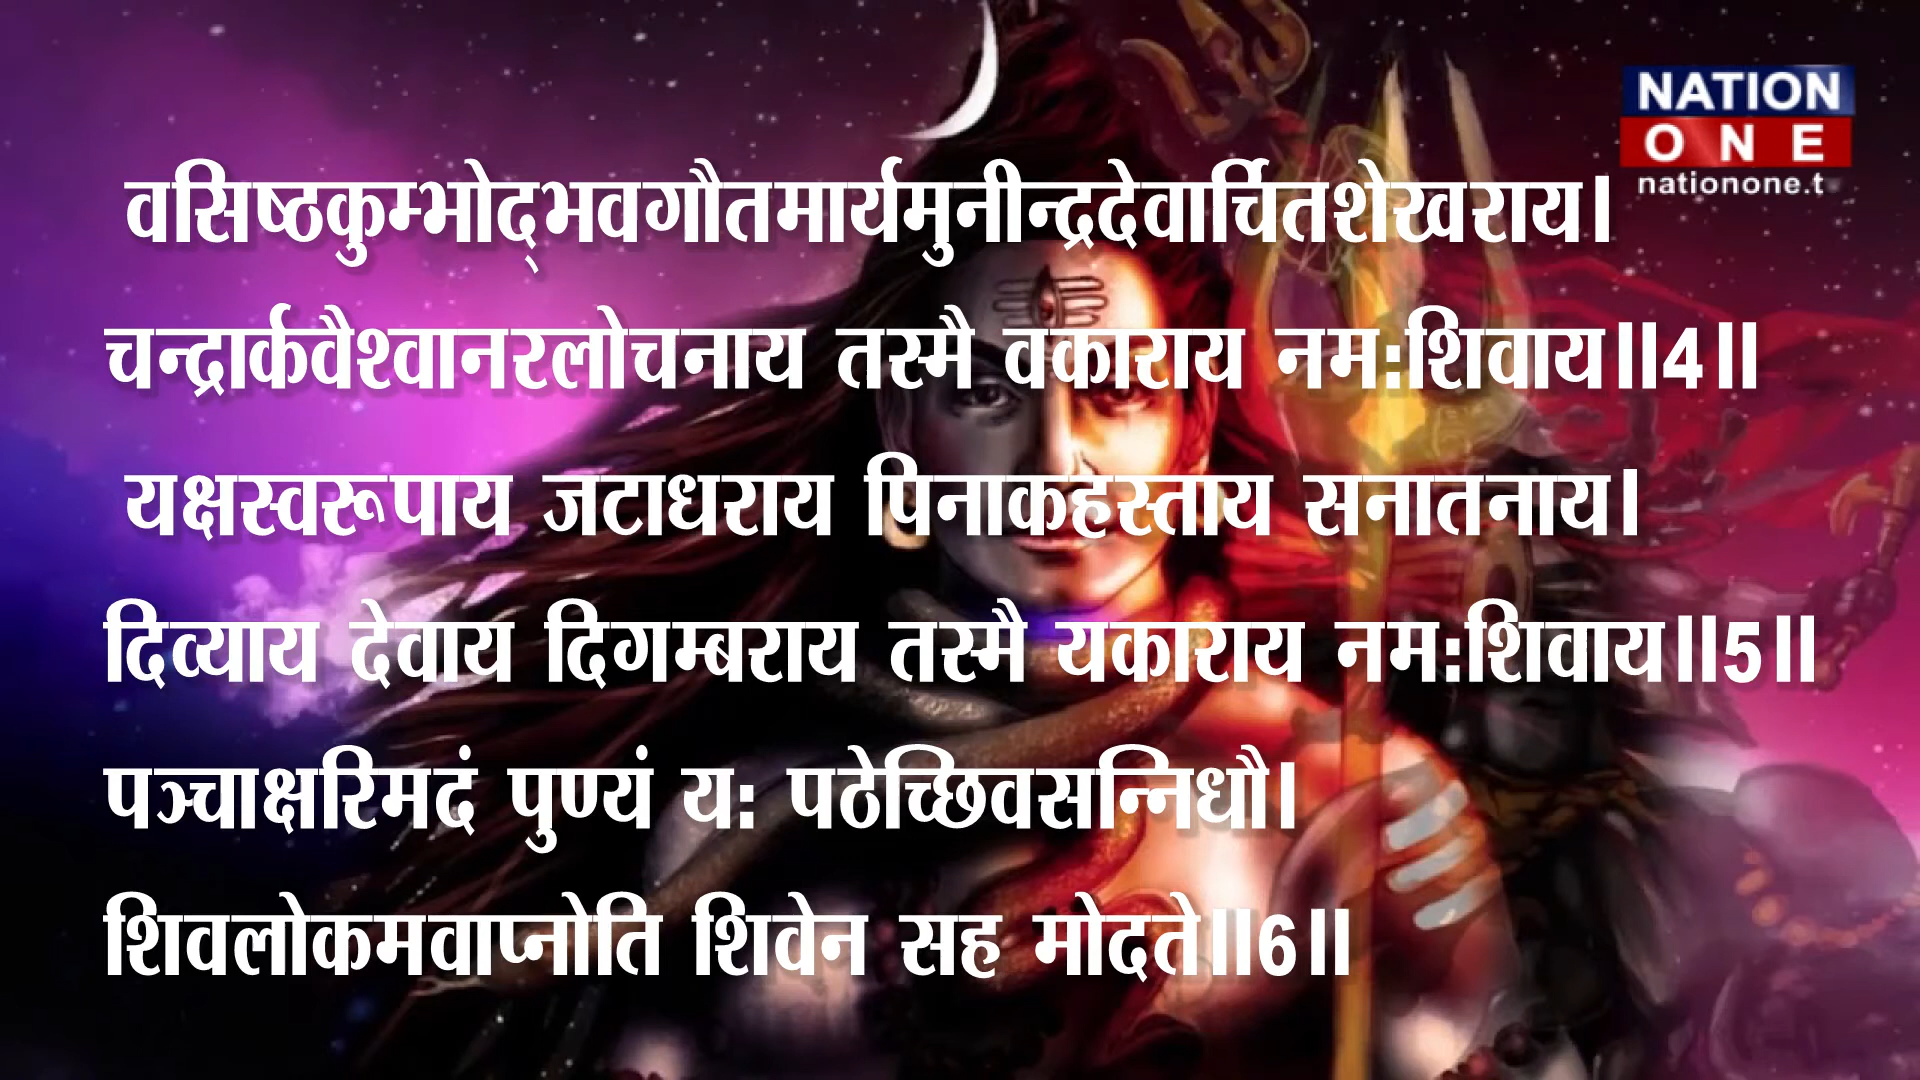 NATION
ONE
nationone.t
वसिष्ठकुम्भोद्‌भवगौतमार्यमुनीन्द्रदेवार्चितशेखराय।
चन्द्रार्कवैश्वानरलोचनाय तस्मै वकाराय नम:शिवाय॥4॥
यक्षस्वरूपाय जटाधराय पिनाकहस्ताय सनातनाय।
दिव्याय देवाय दिगम्बराय तस्मै यकाराय नम:शिवाय॥5॥
पञ्चाक्षरमिदं पुण्यं य: पठेच्छिवसन्निधौ।
शिवलोकमवाप्नोति शिवेन सह मोदते॥6॥